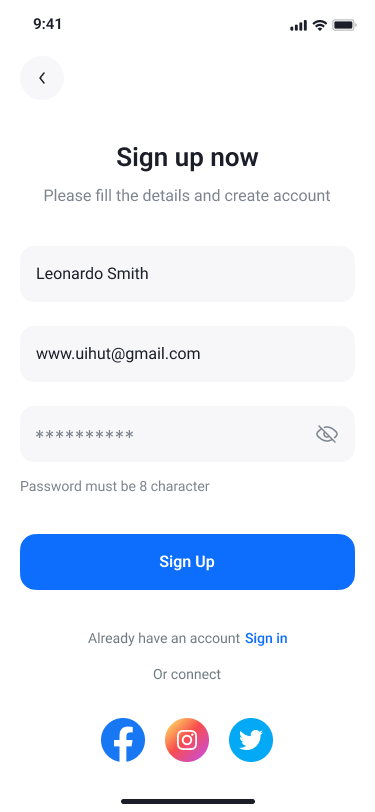 9:41
Sign up now
Please fill the details and create account
Leonardo Smith
www.uihut@gmail.com
**********
Password must be 8 character
Sign Up
Already have an account Sign in
Or connect